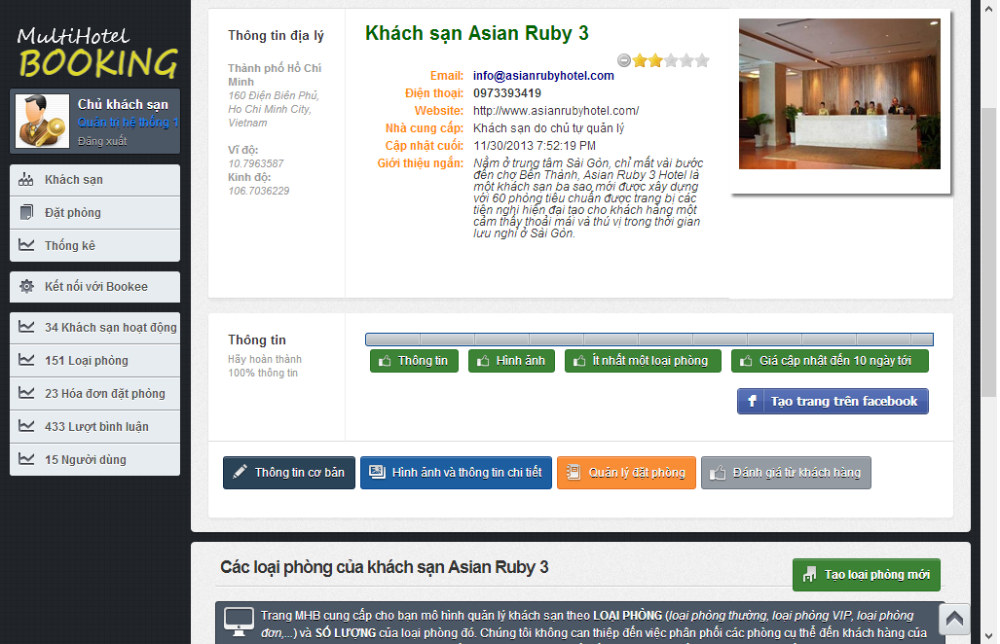 MultiHotel
BOOKING
Chủ khách sạn
Quản trị hệ thống 1
Đăng xuất
Khách sạn
Đặt phòng
Thống kê
Kết nối với Bookee
34 Khách sạn hoạt động
151 Loại phòng
23 Hóa đơn đặt phòng
433 Lượt bình luận
15 Người dùng
Thông tin địa lý
Thành phố Hồ Chí
Minh
160 Điện Biên Phủ,
Ho Chi Minh City,
Vietnam
Vĩ độ:
10.7963587
Kinh độ:
106.7036229
Khách sạn Asian Ruby 3
Email: info@asianrubyhotel.com
Điện thoại: 0973393419
Website: http://www.asianrubyhotel.com/
Nhà cung cấp: Khách sạn do chủ tự quản lý
Cập nhật cuối: 11/30/2013 7:52:19 PM
Giới thiệu ngắn: Nằm ở trung tâm Sài Gòn, chỉ mất vài bước
đến chợ Bến Thành, Asian Ruby 3 Hotel là
một khách sạn ba sao mới được xây dựng
với 60 phòng tiêu chuẩn được trang bị các
tiện nghi hiện đại tạo cho khách hàng một
cảm thấy thoải mái và thú vị trong thời gian
lưu nghỉ ở Sài Gòn.
Thông tin
Hãy hoàn thành
100% thông tin
Thông tin
Hình ảnh
Ít nhất một loại phòng
Giá cập nhật đến 10 ngày tới
Tạo trang trên facebook
Thông tin cơ bản
Hình ảnh và thông tin chi tiết
Quản lý đặt phòng
Đánh giá từ khách hàng
Các loại phòng của khách sạn Asian Ruby 3
Tạo loại phòng mới
Trang MHB cung cấp cho bạn mô hình quản lý khách sạn theo LOẠI PHÒNG (loại phòng thường, loại phòng VIP, loại phòng
đơn,...) và SỐ LƯỢNG của loại phòng đó. Chúng tôi không can thiệp đến việc phân phối các phòng cụ thể đến khách hàng của